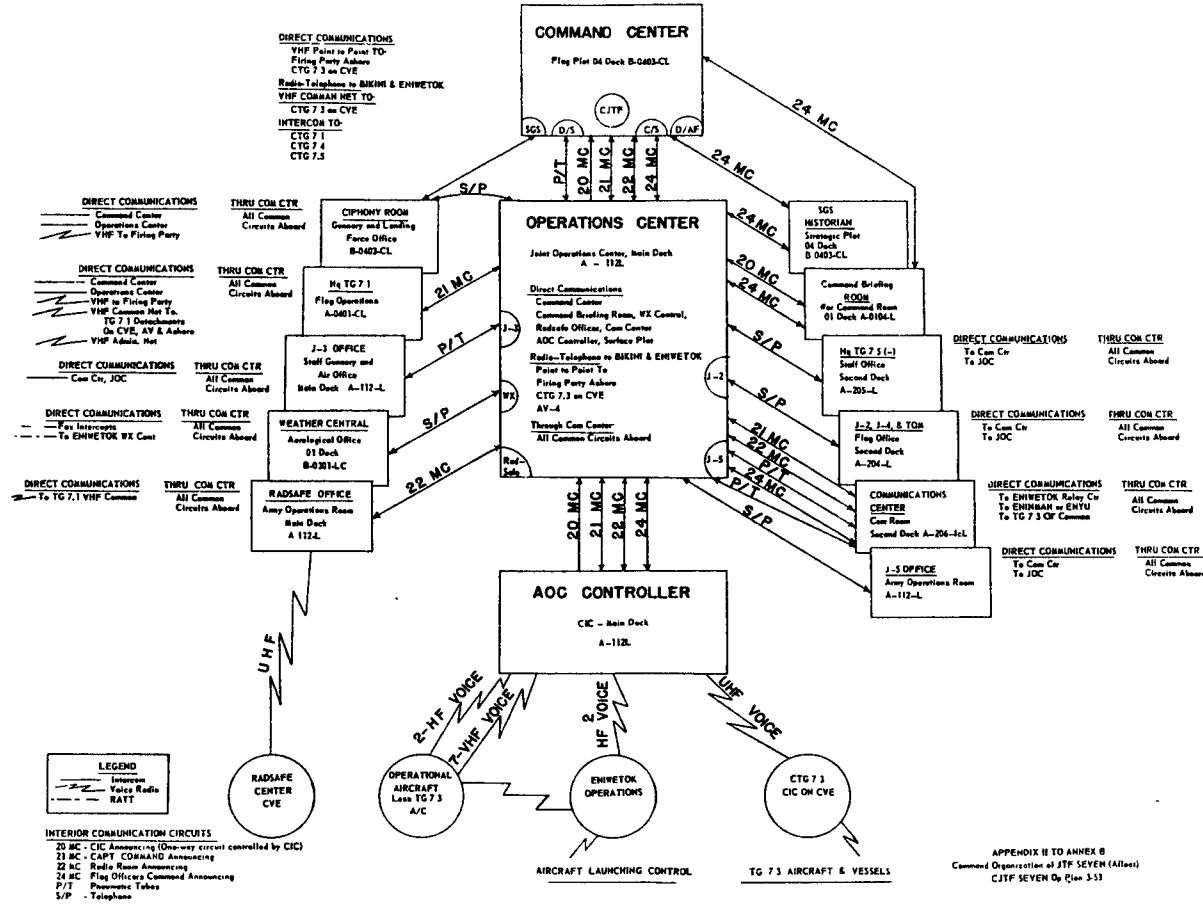 DIRECT COMMUNICATIONS
VHF Point to Point TO-
Firing Party Ashore
CTG 7.3 on CVE
Radio-Telephone to BIKINI & ENIWETOK
VHF COMMAN NET TO-
CTG 7.3 on CVE
INTERCOM TO-
CTG 7.1
CTG 7.4
CTG 7.5
COMMAND CENTER
Flag Plot 04 Deck B-0403-CL
CJTF
SGS
D/S
C/S
D/AF
24 MC
24 MC
P/T
20 MC
21 MC
22 MC
24 MC
S/P
DIRECT COMMUNICATIONS
Command Center
Operations Center
VHF To Firing Party
THRU COM CTR
All Common
Circuits Aboard
CIPHONY ROOM
Gunnery and Landing
Force Office
B-0403-CL
DIRECT COMMUNICATIONS
Command Center
Operations Center
VHF to Firing Party
VHF Common Net To.
TG 7.1 Detachments
On CVE, AV & Ashore
VHF Admin. Net
THRU COM CTR
All Common
Circuits Aboard
Hq TG 7.1
Flag Operations
A-0401-CL
21 MC
J-3 OFFICE
Staff Gunnery and
Air Office
Main Deck A-112-L
P/T
DIRECT COMMUNICATIONS
Com Ctr, JOC
THRU COM CTR
All Common
Circuits Aboard
WEATHER CENTRAL
Aerological Office
01 Deck
B-0301-LC
S/P
DIRECT COMMUNICATIONS
Fax Intercepts
To ENIWETOK WX Cent
THRU COM CTR
All Common
Circuits Aboard
RADSAFE OFFICE
Army Operations Room
Main Deck
A 112-L
22 MC
DIRECT COMMUNICATIONS
To TG 7.1 VHF Common
THRU COM CTR
All Common
Circuits Aboard
OPERATIONS CENTER
Joint Operations Center, Main Deck
A - 112L
Direct Communications
Command Center
Command Briefing Room, WX Control,
Radsafe Officer, Com Center
AOC Controller, Surface Plot
Radio-Telephone to BIKINI & ENIWETOK
Point to Point To
Firing Party Ashore
CTG 7.3 on CVE
AV-4
Through Com Center
All Common Circuits Aboard
J-3
WX
Rad-
Safe
J-2
J-5
24 MC
20 MC
24 MC
S/P
S/P
21 MC
22 MC
P/T
24 MC
P/T
S/P
SGS
HISTORIAN
Strategic Plot
04 Deck
B 0403-CL
Command Briefing
ROOM
War Command Room
01 Deck A-0104-L
Hq TG 7.5 (-)
Staff Office
Second Deck
A-205-L
DIRECT COMMUNICATIONS
To Com Ctr
To JOC
THRU COM CTR
All Common
Circuits Aboard
J-2, J-4, & TQM
Flag Office
Second Deck
A-204-L
DIRECT COMMUNICATIONS
To Com Ctr
To JOC
THRU COM CTR
All Common
Circuits Aboard
COMMUNICATIONS
CENTER
Com Room
Second Deck A-206-1cL
DIRECT COMMUNICATIONS
To ENIWETOK Relay Ctr
To ENINMAN or ENYU
To TG 7.3 Common
THRU COM CTR
All Common
Circuits Aboard
J-5 OFFICE
Army Operations Room
A-112-L
DIRECT COMMUNICATIONS
To Com Ctr
To JOC
THRU COM CTR
All Common
Circuits Aboard
20 MC
21 MC
22 MC
24 MC
AOC CONTROLLER
CIC - Main Deck
A-112L
UHF
2-HF VOICE
7-VHF VOICE
2
HF VOICE
UHF VOICE
RADSAFE
CENTER
CVE
OPERATIONAL
AIRCRAFT
Less TG 7.3
A/C
ENIWETOK
OPERATIONS
CTG 7.3
CIC ON CVE
AIRCRAFT LAUNCHING CONTROL
TG 7.3 AIRCRAFT & VESSELS
LEGEND
Intercom
Voice Radio
RATT
INTERIOR COMMUNICATION CIRCUITS
20 MC - CIC Announcing (One-way circuit controlled by CIC)
21 MC - CAPT COMMAND Announcing
22 MC - Radio Room Announcing
24 MC - Flag Officers Command Announcing
P/T Pneumatic Tubes
S/P - Telephone
APPENDIX II TO ANNEX B
Command Organization of JTF SEVEN (Afloat)
CJTF SEVEN Op Plan 3-53